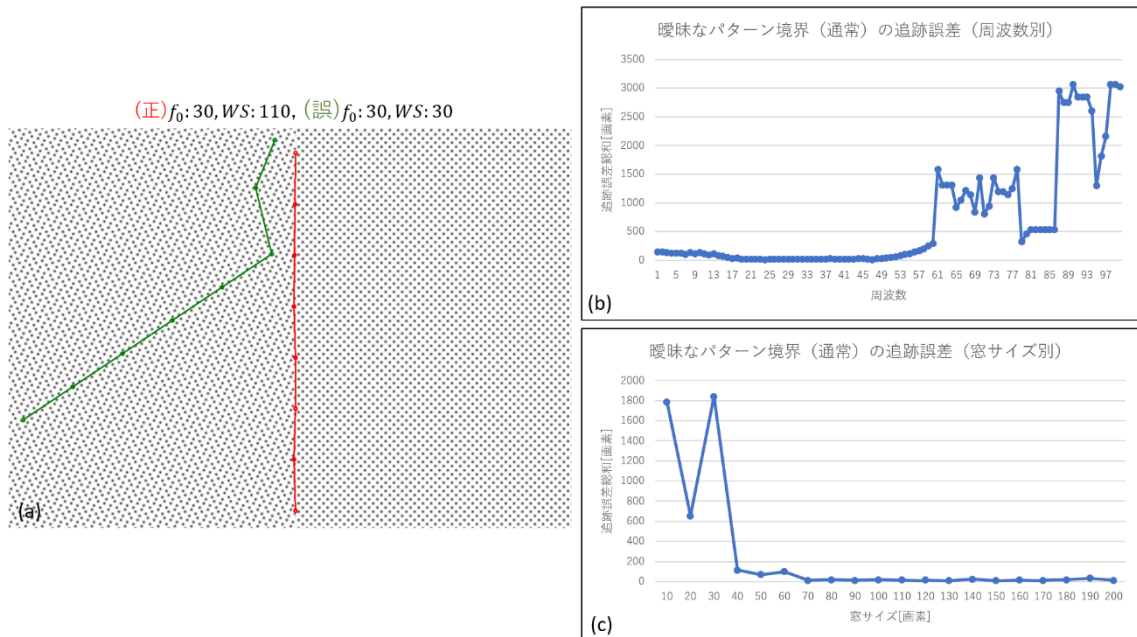 (正)f₀: 30, WS: 110, (誤)f₀: 30, WS: 30
(a)
曖昧なパターン境界（通常）の追跡誤差（周波数別）
追跡誤差総和[画素]
3500
3000
2500
2000
1500
1000
500
0
1 5 9 13 17 21 25 29 33 37 41 45 49 53 57 61 65 69 73 77 81 85 89 93 97
周波数
(b)
曖昧なパターン境界（通常）の追跡誤差（窓サイズ別）
追跡誤差総和[画素]
2000
1800
1600
1400
1200
1000
800
600
400
200
0
10 20 30 40 50 60 70 80 90 100 110 120 130 140 150 160 170 180 190 200
窓サイズ[画素]
(c)